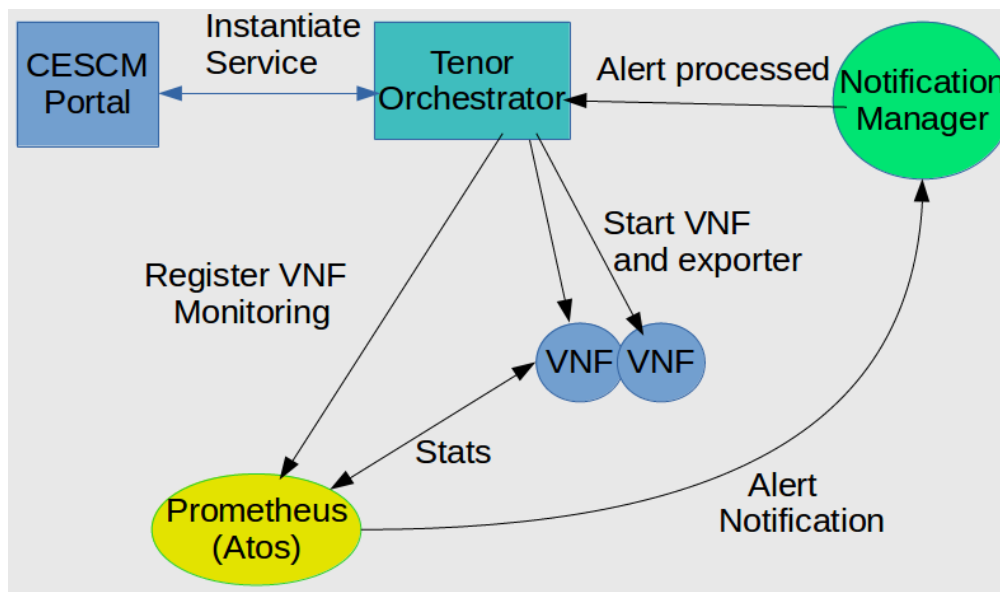 CESCM
Portal
Instantiate
Service
Tenor
Orchestrator
Alert processed
Notification
Manager
Start VNF
and exporter
Register VNF
Monitoring
VNF
VNF
Stats
Prometheus
(Atos)
Alert
Notification